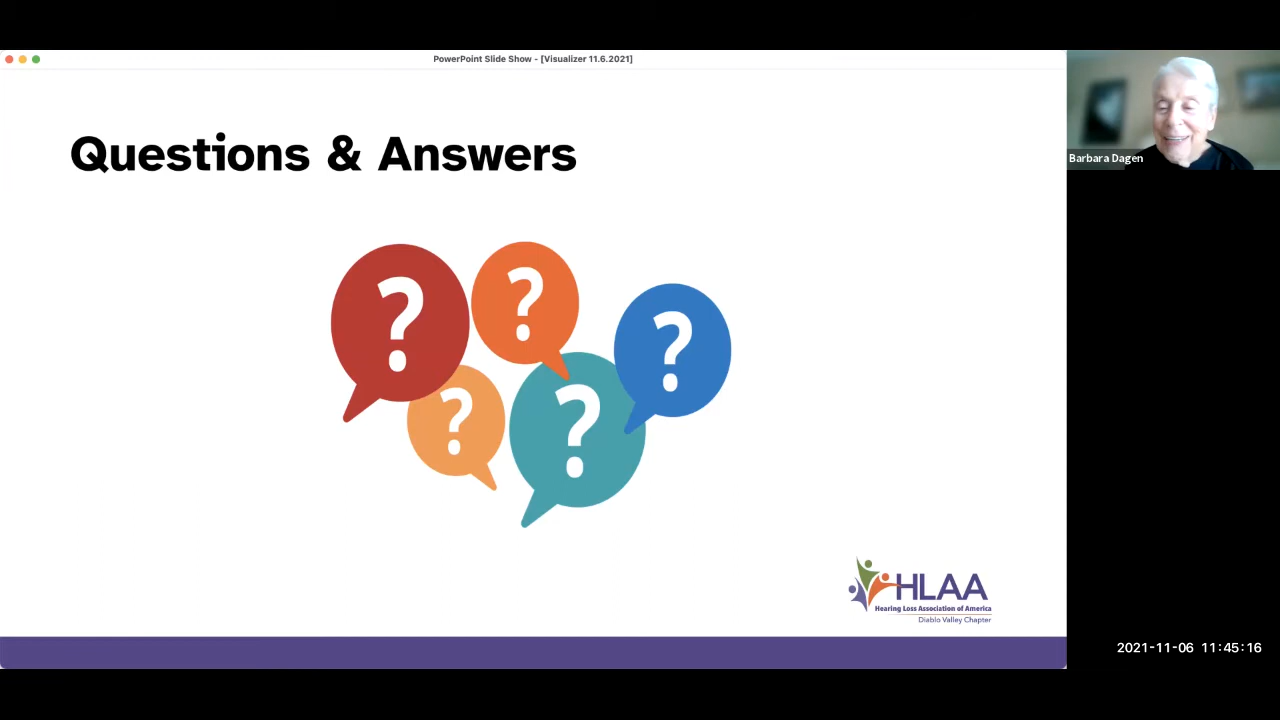 PowerPoint Slide Show - [Visualizer 11.6.2021]
Questions & Answers
?
?
?
?
?
HLAA
Hearing Loss Association of America
Diablo Valley Chapter
Barbara Dagen
2021-11-06 11:45:16